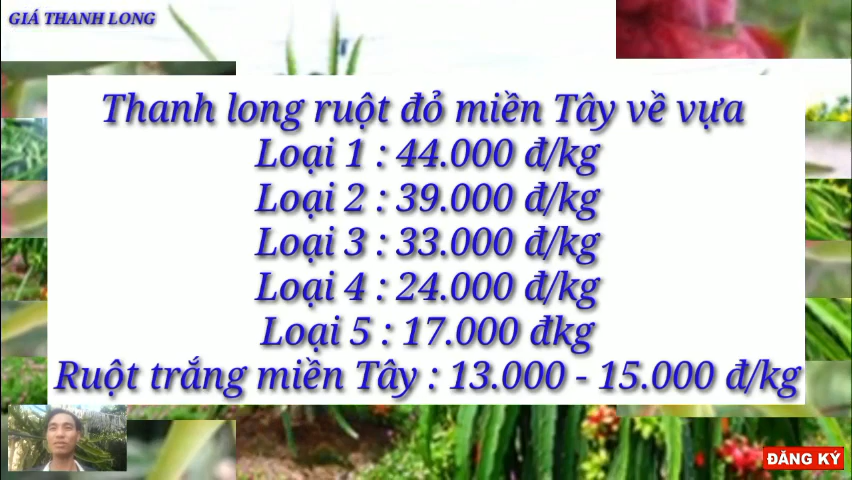 GIÁ THANH LONG
Thanh long ruột đỏ miền Tây về vựa
Loại 1 : 44.000 đ/kg
Loại 2 : 39.000 đ/kg
Loại 3 : 33.000 đ/kg
Loại 4 : 24.000 đ/kg
Loại 5 : 17.000 đkg
Ruột trắng miền Tây : 13.000 - 15.000 đ/kg
ĐĂNG KÝ